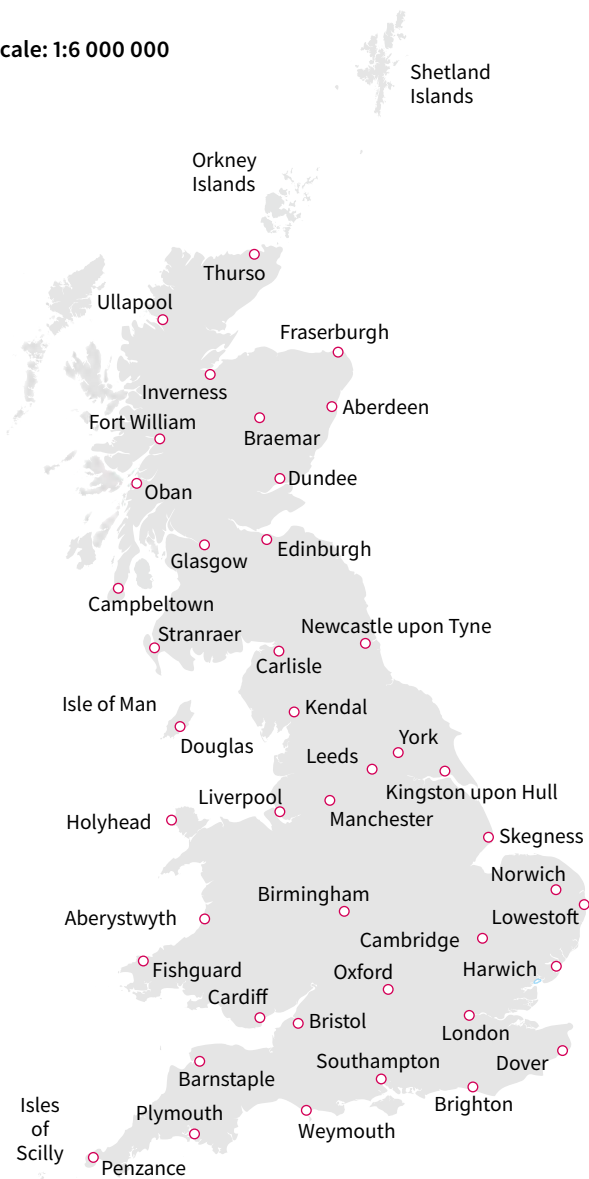 cale: 1:6 000 000
Shetland
Islands
Orkney
Islands
Thurso
Ullapool
Fraserburgh
Inverness
Aberdeen
Fort William
Braemar
Dundee
Oban
Edinburgh
Glasgow
Campbeltown
Newcastle upon Tyne
Stranraer
Carlisle
Isle of Man
Kendal
York
Douglas
Leeds
Kingston upon Hull
Liverpool
Manchester
Holyhead
Skegness
Norwich
Birmingham
Lowestoft
Aberystwyth
Cambridge
Harwich
Fishguard
Oxford
Cardiff
Bristol
London
Southampton
Dover
Barnstaple
Brighton
Isles
of
Scilly
Plymouth
Weymouth
Penzance